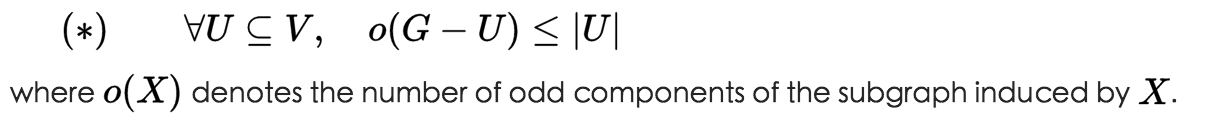 (∗) ∀U ⊆ V, o(G − U) ≤ |U|
where o(X) denotes the number of odd components of the subgraph induced by X.